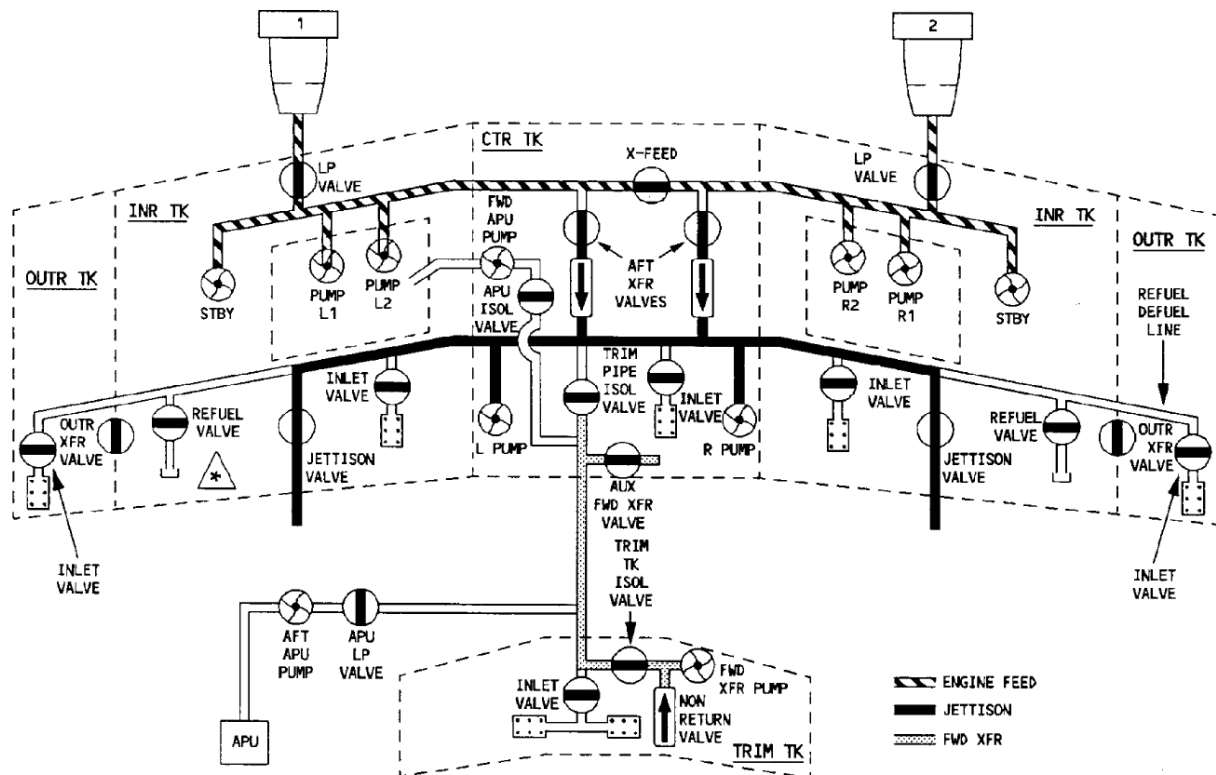 1
2
CTR TK
X-FEED
LP
VALVE
LP
VALVE
INR TK
FWD
APU
PUMP
INR TK
OUTR TK
AFT
XFR
VALVES
OUTR TK
PUMP
L1
PUMP
L2
STBY
APU
ISOL
VALVE
PUMP
R2
PUMP
R1
STBY
REFUEL
DEFUEL
LINE
TRIM
PIPE
ISOL
VALVE
INLET
VALVE
INLET
VALVE
INLET
VALVE
OUTR
XFR
VALVE
REFUEL
VALVE
*
JETTISON
VALVE
L PUMP
R PUMP
JETTISON
VALVE
REFUEL
VALVE
OUTR
XFR
VALVE
AUX
FWD XFR
VALVE
INLET
VALVE
INLET
VALVE
TRIM
TK
ISOL
VALVE
AFT
APU
PUMP
APU
LP
VALVE
INLET
VALVE
FWD
XFR PUMP
NON
RETURN
VALVE
APU
TRIM TK
ENGINE FEED
JETTISON
FWD XFR